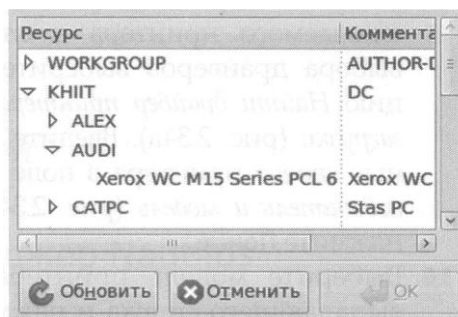 Ресурс Коммента
WORKGROUP AUTHOR-D
KHIIT DC
ALEX
AUDI
Xerox WC M15 Series PCL 6 Xerox WC
CATPC Stas PC
Обновить Отменить OK